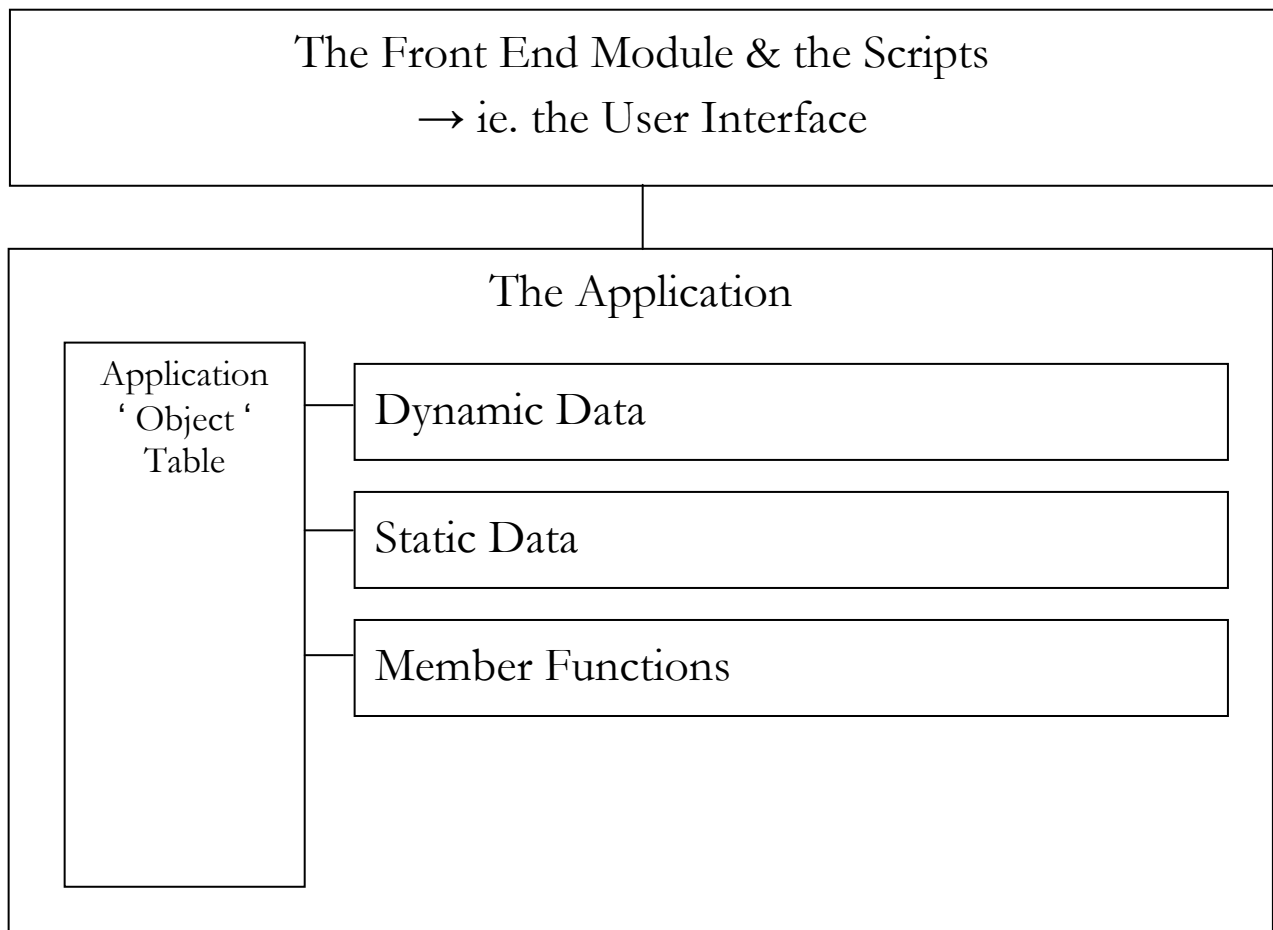 The Front End Module & the Scripts
→ ie. the User Interface
The Application
Application
‘ Object ‘
Table
Dynamic Data
Static Data
Member Functions